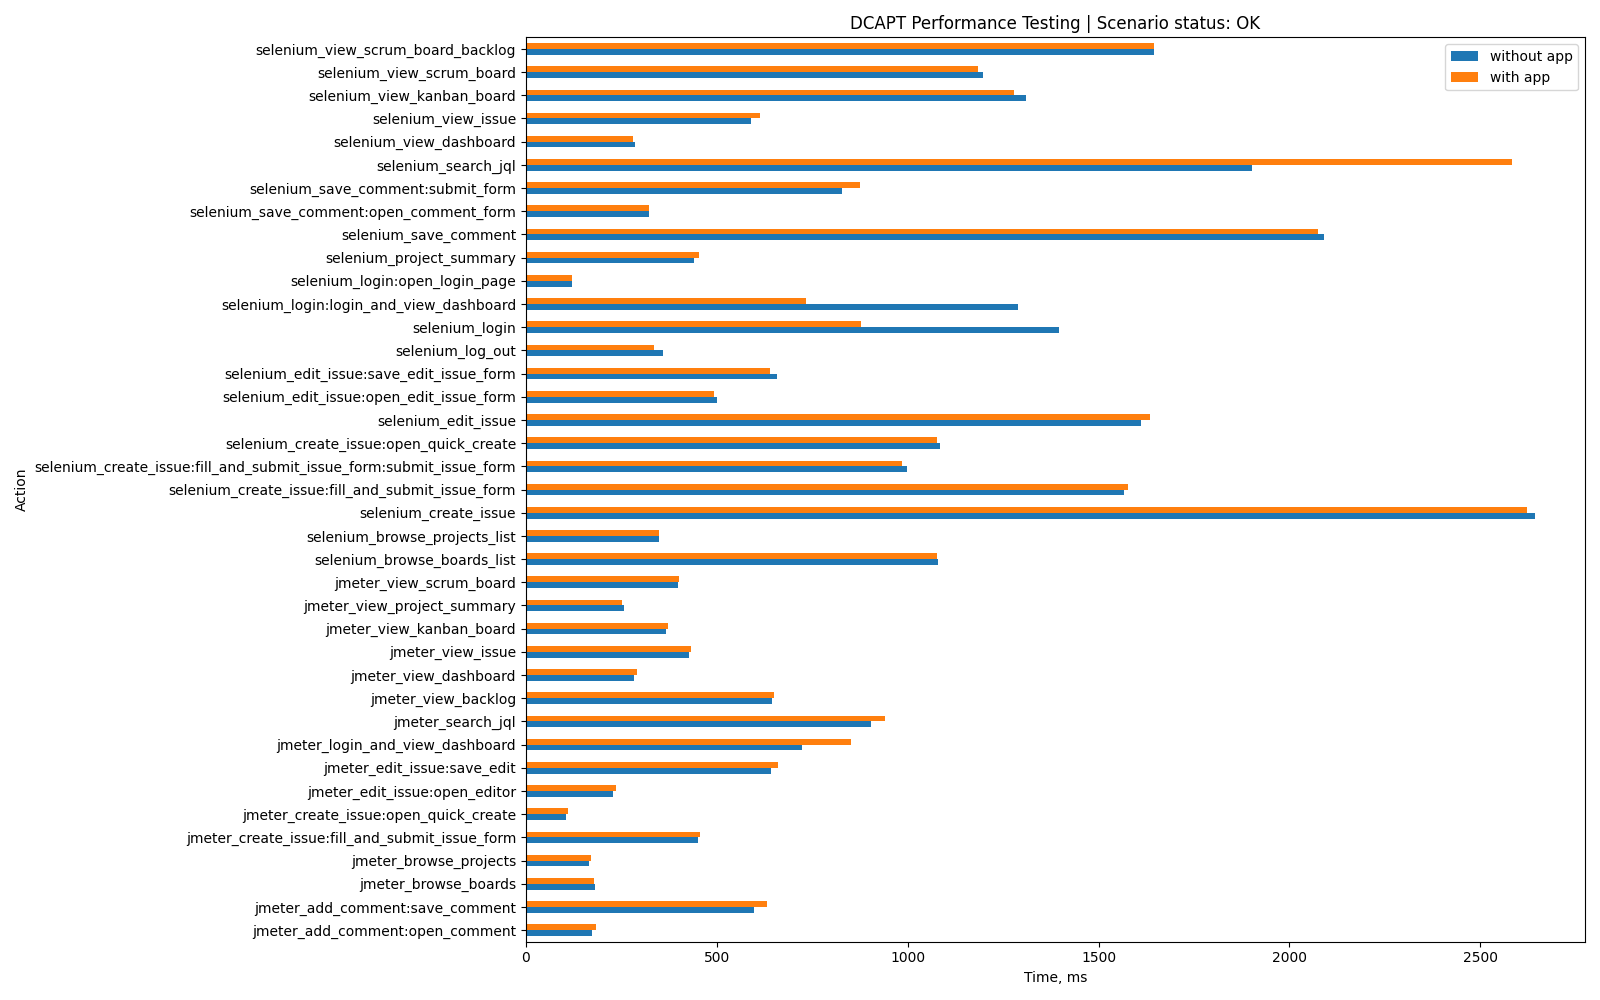 DCAPT Performance Testing | Scenario status: OK
without app
with app
selenium_view_scrum_board_backlog
selenium_view_scrum_board
selenium_view_kanban_board
selenium_view_issue
selenium_view_dashboard
selenium_search_jql
selenium_save_comment:submit_form
selenium_save_comment:open_comment_form
selenium_save_comment
selenium_project_summary
selenium_login:open_login_page
selenium_login:login_and_view_dashboard
selenium_login
selenium_log_out
selenium_edit_issue:save_edit_issue_form
selenium_edit_issue:open_edit_issue_form
selenium_edit_issue
selenium_create_issue:open_quick_create
selenium_create_issue:fill_and_submit_issue_form:submit_issue_form
selenium_create_issue:fill_and_submit_issue_form
selenium_create_issue
selenium_browse_projects_list
selenium_browse_boards_list
jmeter_view_scrum_board
jmeter_view_project_summary
jmeter_view_kanban_board
jmeter_view_issue
jmeter_view_dashboard
jmeter_view_backlog
jmeter_search_jql
jmeter_login_and_view_dashboard
jmeter_edit_issue:save_edit
jmeter_edit_issue:open_editor
jmeter_create_issue:open_quick_create
jmeter_create_issue:fill_and_submit_issue_form
jmeter_browse_projects
jmeter_browse_boards
jmeter_add_comment:save_comment
jmeter_add_comment:open_comment
Action
0 500 1000 1500 2000 2500
Time, ms